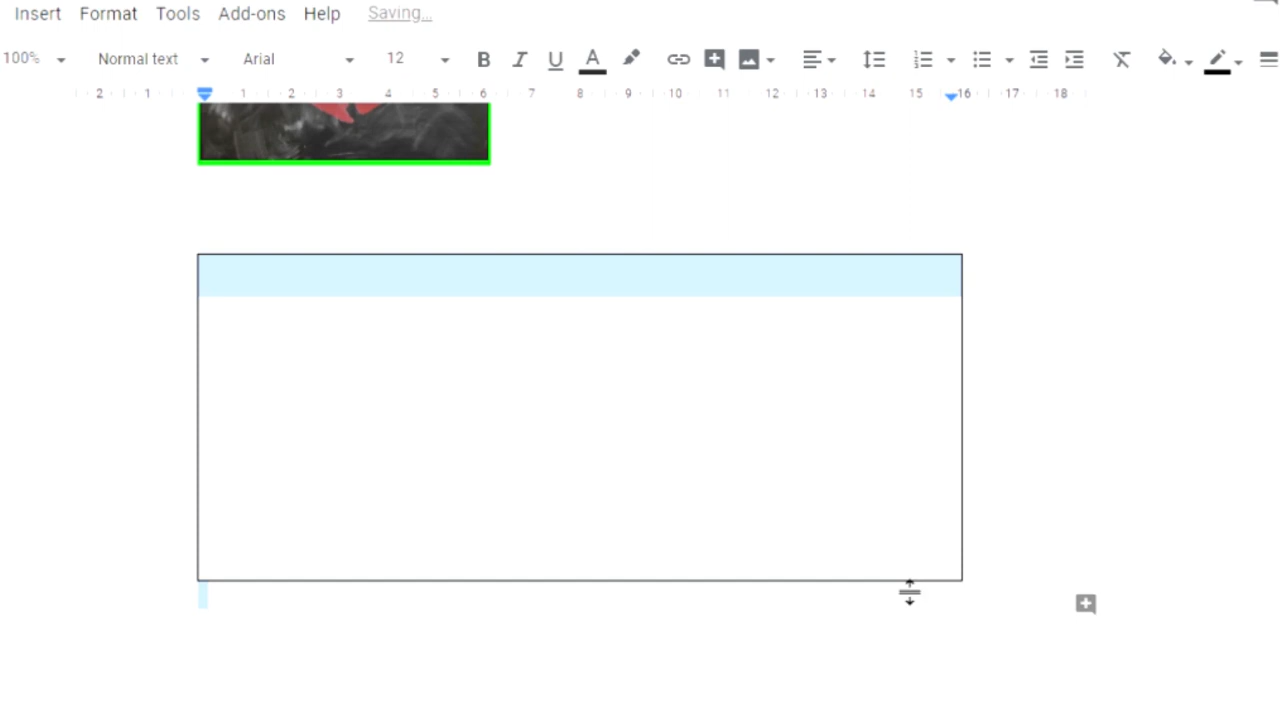 Insert Format Tools Add-ons Help Saving...
100% Normal text Arial 12 B I U A
2 1 1 2 3 4 5 6 7 8 9 10 11 12 13 14 15 16 17 18